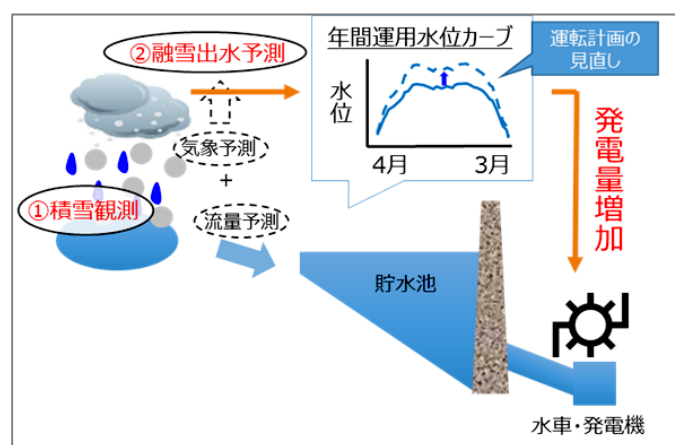 ②融雪出水予測
年間運用水位カーブ
運転計画の
見直し
水位
4月
3月
気象予測
+
①積雪観測
流量予測
発電量増加
貯水池
水車・発電機